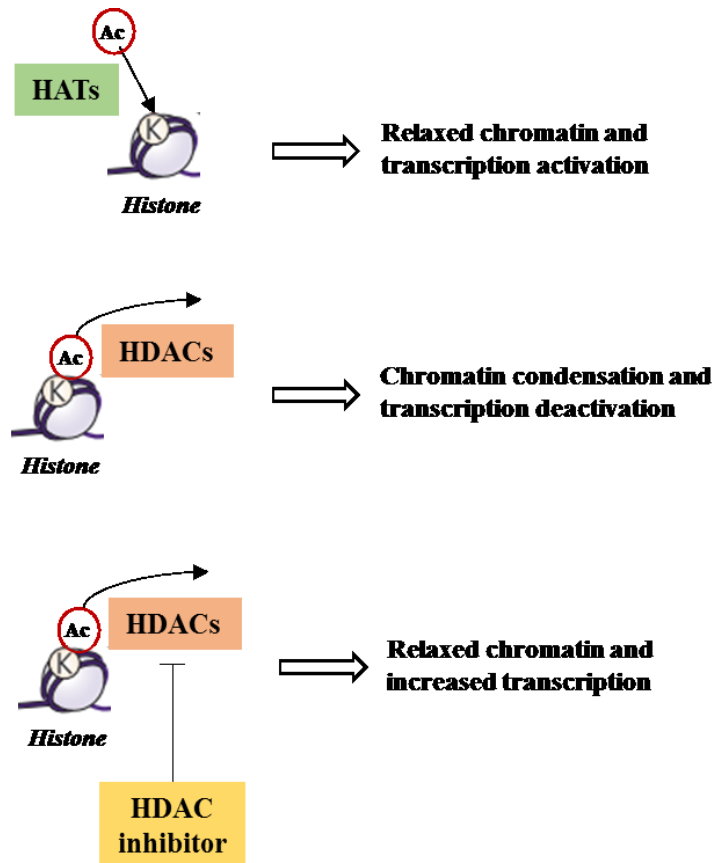 Ac
HATs
K
Histone
Relaxed chromatin and
transcription activation
Ac
HDACs
K
Histone
Chromatin condensation and
transcription deactivation
Ac
HDACs
K
Histone
Relaxed chromatin and
increased transcription
HDAC
inhibitor